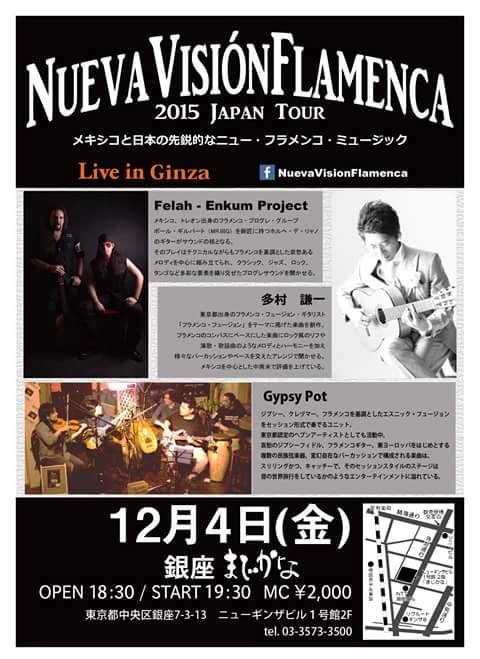 NUEVA VISIÓN FLAMENCA
2015 JAPAN TOUR
メキシコと日本の先鋭的なニュー・フラメンコ・ミュージック
Live in Ginza
f NuevaVisionFlamenca
Felah - Enkum Project
メキシコ、トレオン出身のフラメンコ・プログレ・グループ
ポール・ギルバート（MR.BIG）を師匠に持つホルヘ・デ・リャノ
のギターがサウンドの核となる。
そのプレイはテクニカルながらもフラメンコを基調とした哀愁ある
メロディを中心に組み立てられ、クラシック、ジャズ、ロック、
タンゴなど多彩な要素を織り交ぜたプログレサウンドを聞かせる。
多村 謙一
東京都出身のフラメンコ・フュージョン・ギタリスト
「フラメンコ・フュージョン」をテーマに掲げた楽曲を創作。
フラメンコのコンパスにベースにした楽曲にロック風のリフや
演歌・歌謡曲のようなメロディとハーモニーを加え
様々なパーカッションやベースを交えたアレンジで聞かせる。
メキシコを中心とした中南米で評価を上げている。
Gypsy Pot
ジプシー、クレヅマー、フラメンコを基調としたエスニック・フュージョン
をセッション形式で奏でるユニット。
東京都認定のヘブンアーティストとしても活動中。
哀愁のジプシーフィドル、フラメンコギター、東ヨーロッパをはじめとする
複数の民族弦楽器、変幻自在なパーカッションで構成される楽曲は、
スリリングかつ、キャッチーで、そのセッションスタイルのステージは
音の世界旅行をしているかのようなエンターテインメントに溢れている。
12月4日(金)
銀座 まじかな
OPEN 18:30 / START 19:30 MC ¥2,000
東京都中央区銀座7-3-13 ニューギンザビル1号館2F
tel. 03-3573-3500